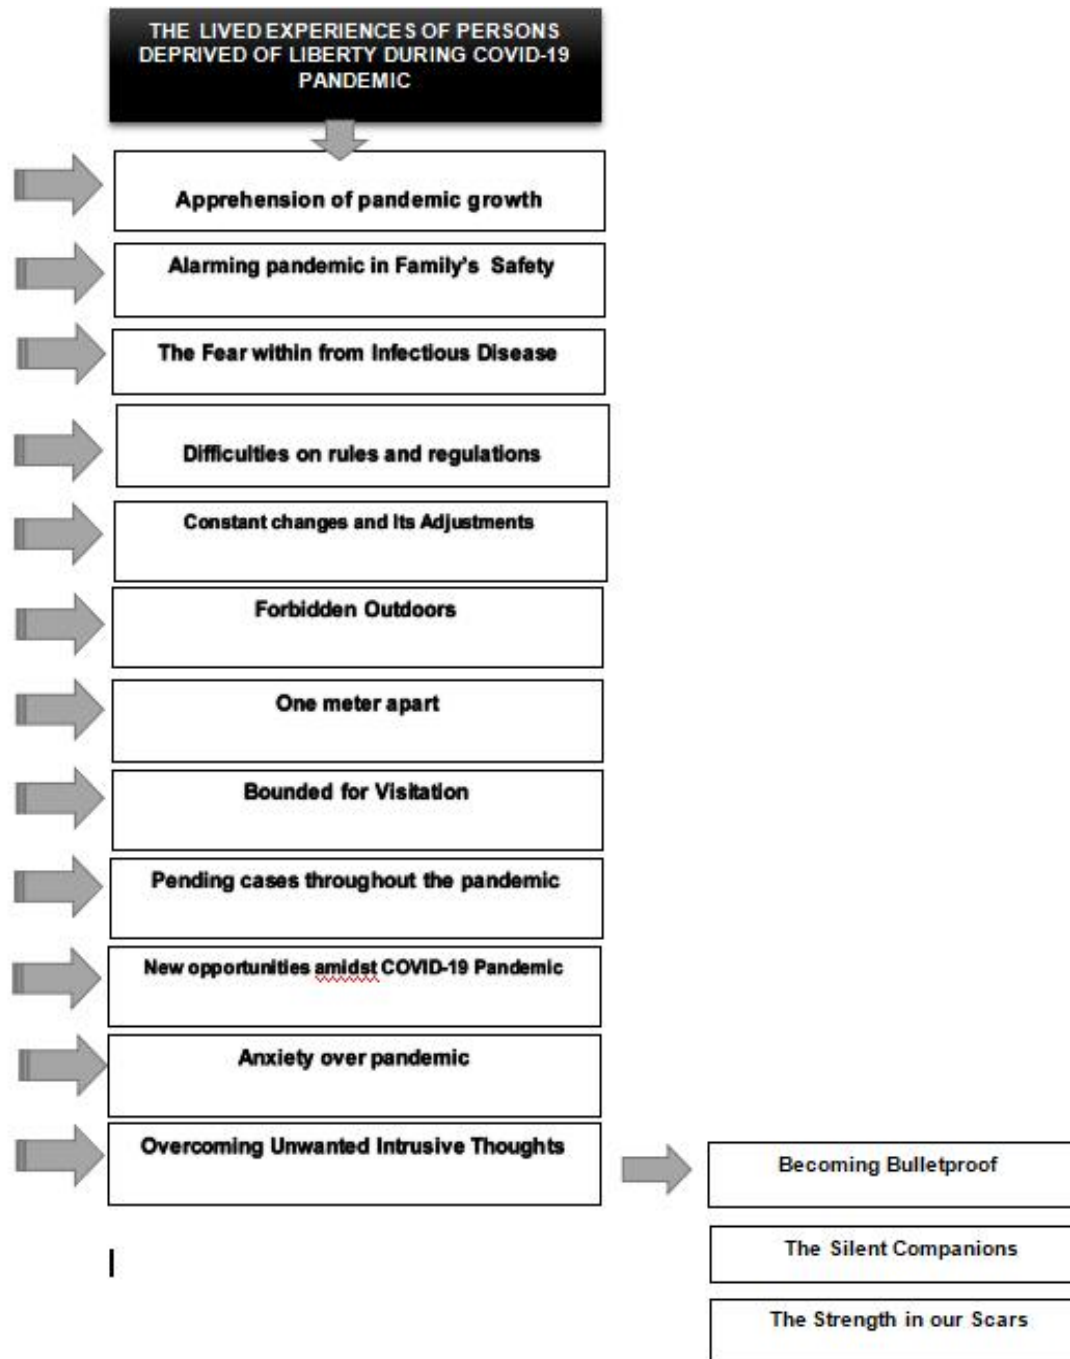 THE LIVED EXPERIENCES OF PERSONS
DEPRIVED OF LIBERTY DURING COVID-19
PANDEMIC
Apprehension of pandemic growth
Alarming pandemic in Family's Safety
The Fear within from Infectious Disease
Difficulties on rules and regulations
Constant changes and Its Adjustments
Forbidden Outdoors
One meter apart
Bounded for Visitation
Pending cases throughout the pandemic
New opportunities amidst COVID-19 Pandemic
Anxiety over pandemic
Overcoming Unwanted Intrusive Thoughts
Becoming Bulletproof
The Silent Companions
The Strength in our Scars